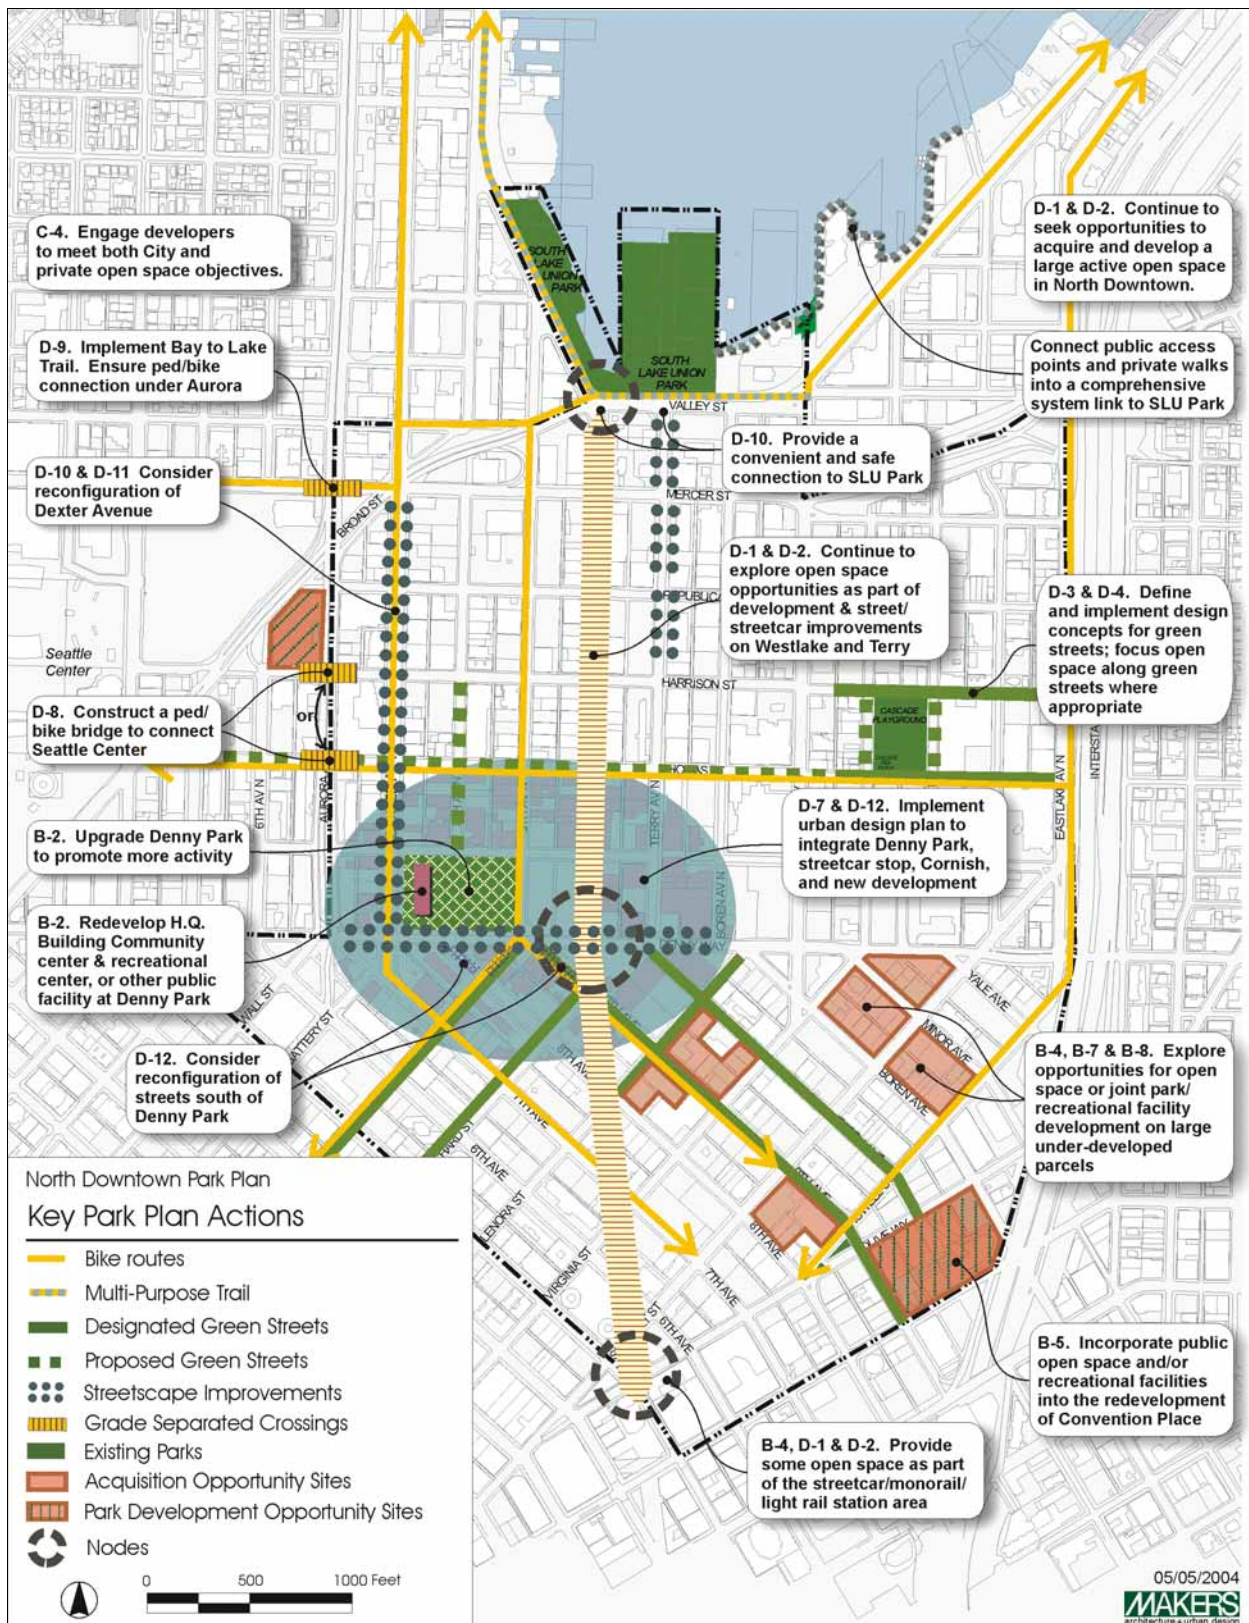 C-4. Engage developers
to meet both City and
private open space objectives.
D-9. Implement Bay to Lake
Trail. Ensure ped/bike
connection under Aurora
D-10 & D-11 Consider
reconfiguration of
Dexter Avenue
Seattle
Center
D-8. Construct a ped/
bike bridge to connect
Seattle Center
or
B-2. Upgrade Denny Park
to promote more activity
B-2. Redevelop H.Q.
Building Community
center & recreational
center, or other public
facility at Denny Park
D-12. Consider
reconfiguration of
streets south of
Denny Park
SOUTH
LAKE
UNION
PARK
SOUTH
LAKE UNION
PARK
VALLEY ST
D-10. Provide a
convenient and safe
connection to SLU Park
MERCER ST
BROAD ST
D-1 & D-2. Continue to
explore open space
opportunities as part of
development & street/
streetcar improvements
on Westlake and Terry
HARRISON ST
D-1 & D-2. Continue to
seek opportunities to
acquire and develop a
large active open space
in North Downtown.
Connect public access
points and private walks
into a comprehensive
system link to SLU Park
D-3 & D-4. Define
and implement design
concepts for green
streets; focus open
space along green
streets where
appropriate
CASCADE
PLAYGROUND
6TH AV N
AURORA
TERRY AV N
BOREN AV N
EASTLAKE AV N
INTERSTA
D-7 & D-12. Implement
urban design plan to
integrate Denny Park,
streetcar stop, Cornish,
and new development
WALL ST
BATTERY ST
8TH AVE
7TH AVE
6TH AVE
LENORA ST
VIRGINIA ST
YALE AVE
MINOR AVE
BOREN AVE
8TH AVE
7TH AVE
6TH AVE
B-4, B-7 & B-8. Explore
opportunities for open
space or joint park/
recreational facility
development on large
under-developed
parcels
B-5. Incorporate public
open space and/or
recreational facilities
into the redevelopment
of Convention Place
B-4, D-1 & D-2. Provide
some open space as part
of the streetcar/monorail/
light rail station area
North Downtown Park Plan
Key Park Plan Actions
Bike routes
Multi-Purpose Trail
Designated Green Streets
Proposed Green Streets
Streetscape Improvements
Grade Separated Crossings
Existing Parks
Acquisition Opportunity Sites
Park Development Opportunity Sites
Nodes
0 500 1000 Feet
05/05/2004
MAKERS
architecture + urban design